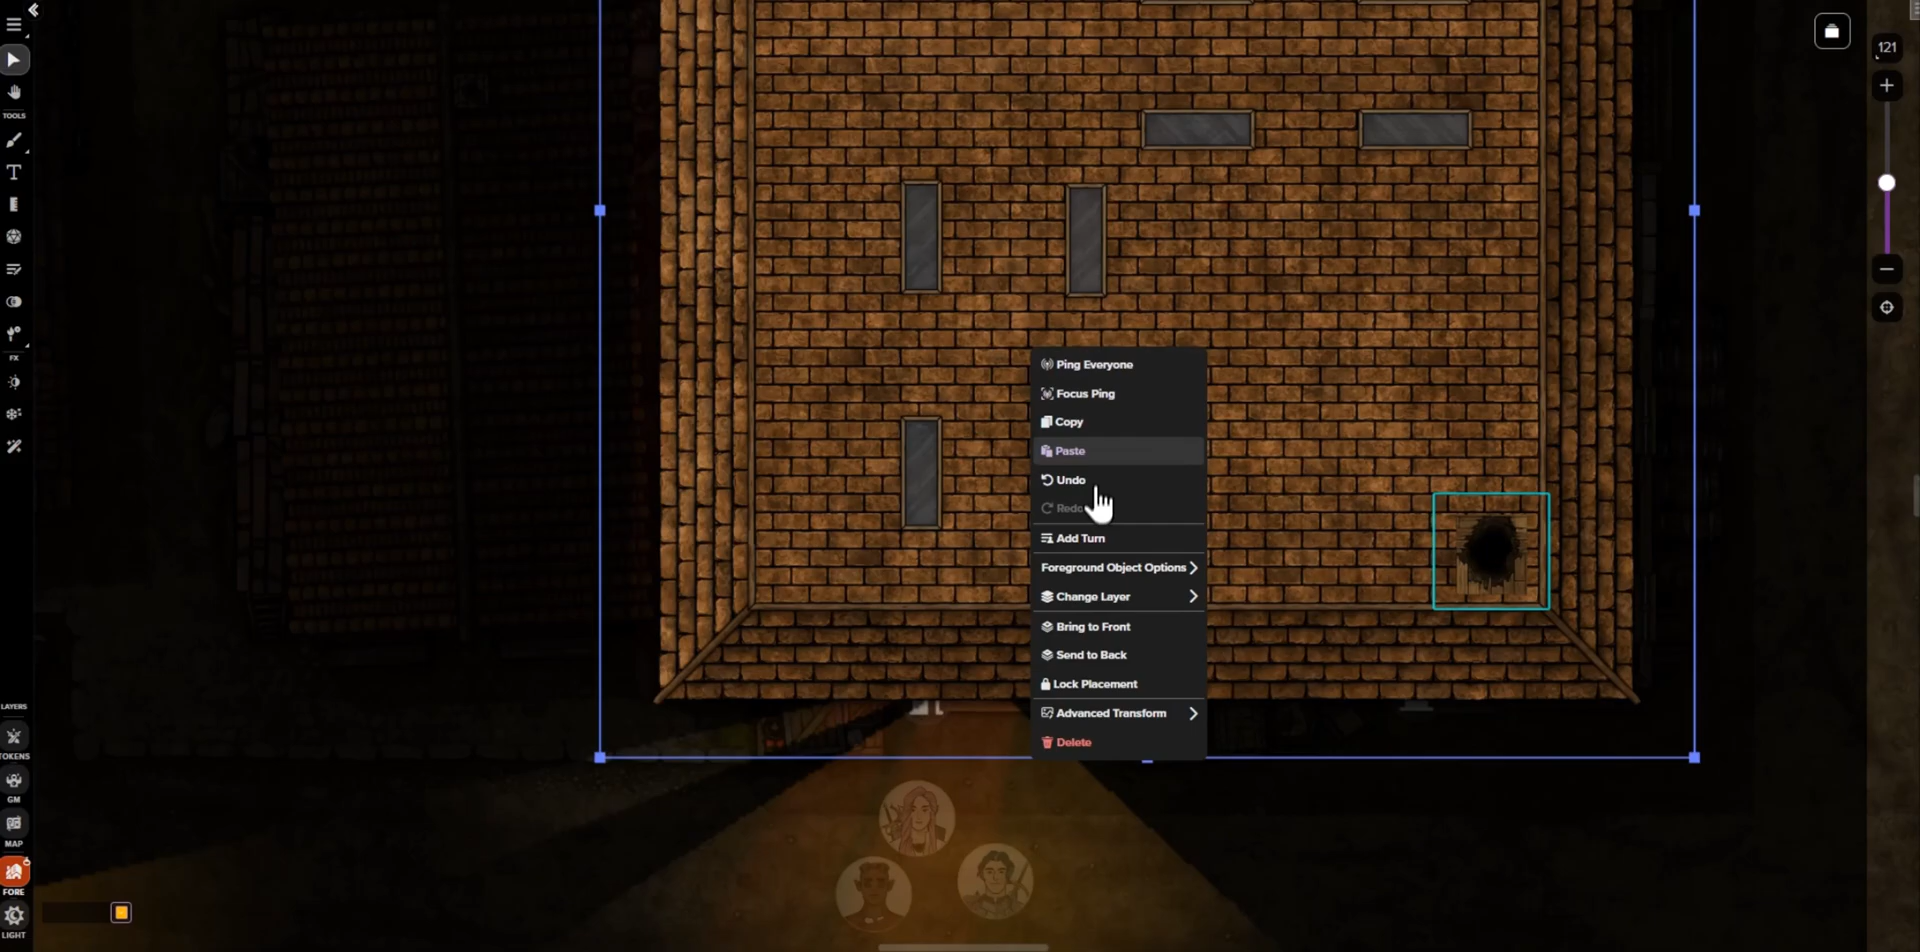 121
TOOLS
FX
Ping Everyone
Focus Ping
Copy
Paste
Undo
Redo
Add Turn
Foreground Object Options
Change Layer
Bring to Front
Send to Back
Lock Placement
Advanced Transform
Delete
LAYERS
TOKENS
GM
MAP
FORE
LIGHT